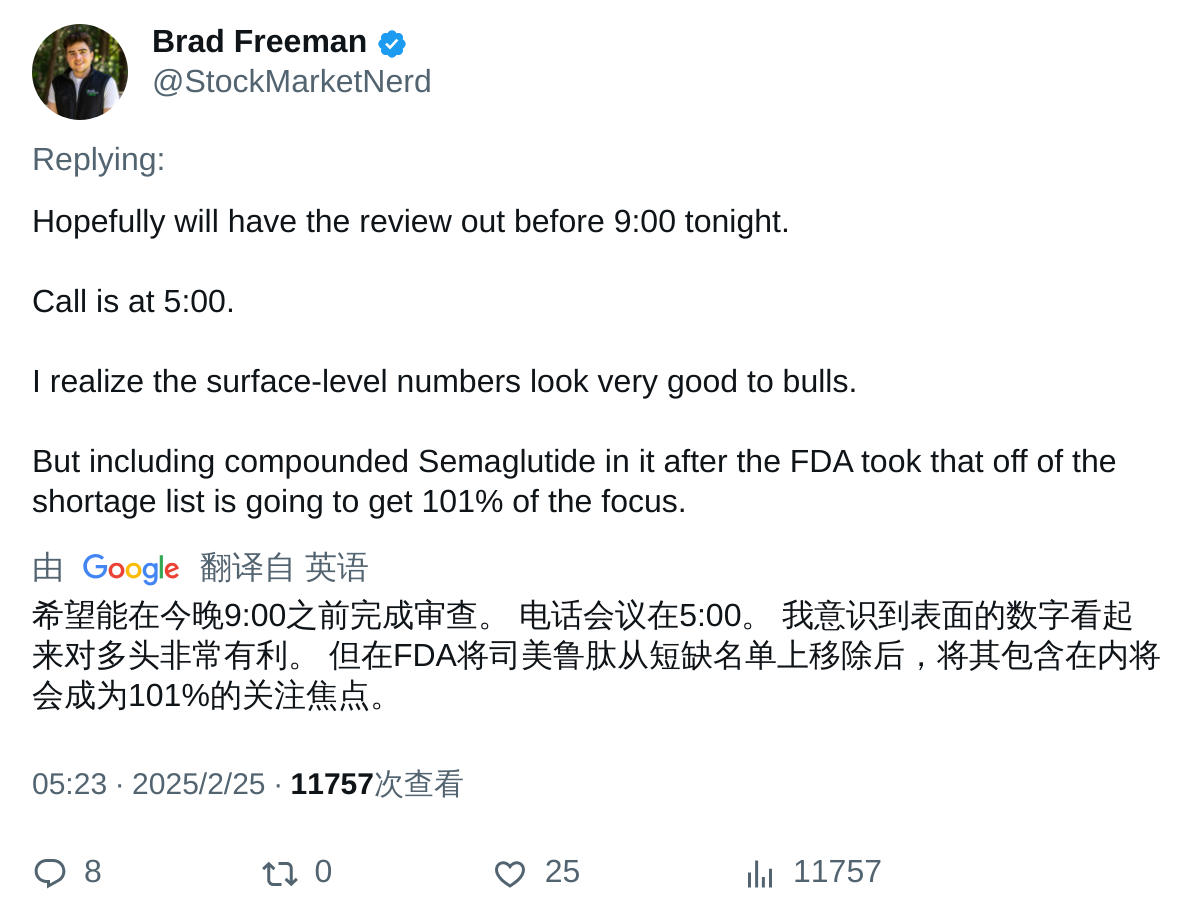 Brad Freeman
@StockMarketNerd
Replying:
Hopefully will have the review out before 9:00 tonight.
Call is at 5:00.
I realize the surface-level numbers look very good to bulls.
But including compounded Semaglutide in it after the FDA took that off of the
shortage list is going to get 101% of the focus.
由 Google 翻译自 英语
希望能在今晚9:00之前完成审查。 电话会议在5:00。 我意识到表面的数字看起
来对多头非常有利。 但在FDA将司美鲁肽从短缺名单上移除后，将其包含在内将
会成为101%的关注焦点。
05:23 · 2025/2/25 · 11757次查看
8 0 25 11757